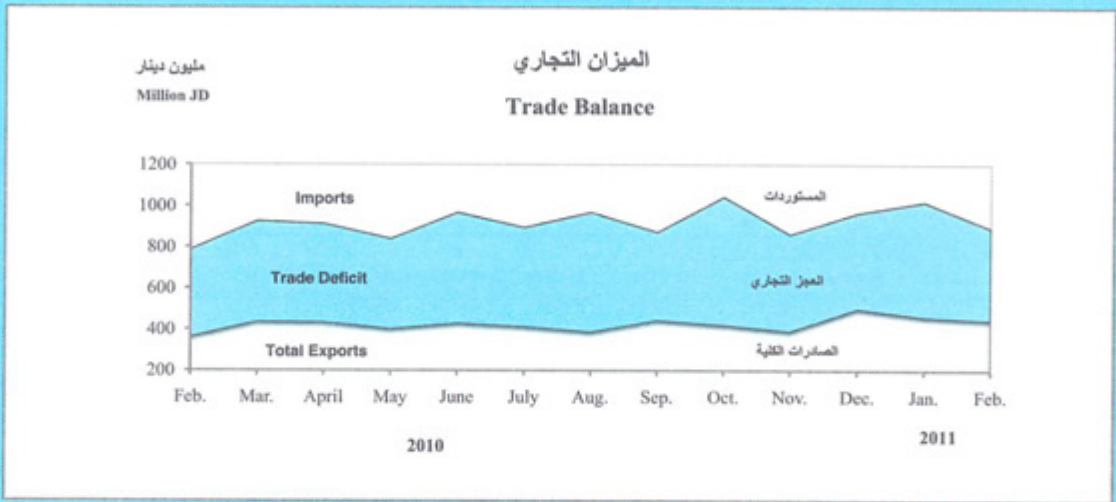 مليون دينار
Million JD
الميزان التجاري
Trade Balance
1200
1000
800
600
400
200
Imports
المستوردات
Trade Deficit
العجز التجاري
Total Exports
الصادرات الكلية
Feb. Mar. April May June July Aug. Sep. Oct. Nov. Dec. Jan. Feb.
2010 2011